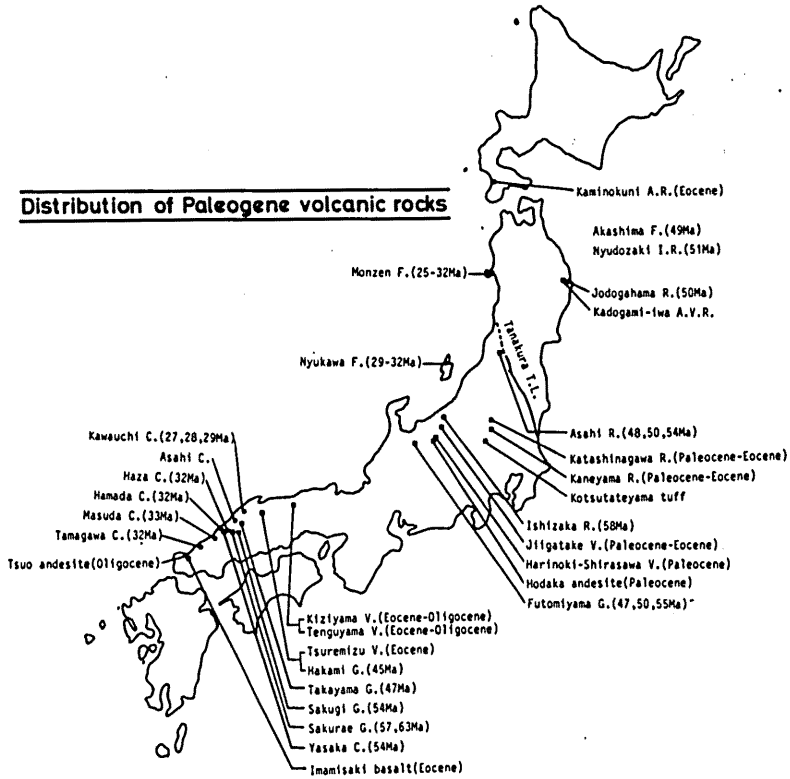 Distribution of Paleogene volcanic rocks
Kaminokuni A.R.(Eocene)
Akashima F.(49Ma)
Nyudozaki I.R.(51Ma)
Monzen F.(25-32Ma)
Jodogahama R.(50Ma)
Kadogami-iwa A.V.R.
Tanakura T.L.
Nyukawa F.(29-32Ma)
Asahi R.(48,50,54Ma)
Katashinagawa R.(Paleocene-Eocene)
Kaneyama R.(Paleocene-Eocene)
Kotsutateyama tuff
Ishizaka R.(58Ma)
Jiigatake V.(Paleocene-Eocene)
Harinoki-Shirasawa V.(Paleocene)
Hodaka andesite(Paleocene)
Futomiyama G.(47,50,55Ma)
Kawauchi C.(27,28,29Ma)
Asahi C.
Haza C.(32Ma)
Hamada C.(32Ma)
Masuda C.(33Ma)
Tamagawa C.(32Ma)
Tsuo andesite(Oligocene)
Kiziyama V.(Eocene-Oligocene)
Tenguyama V.(Eocene-Oligocene)
Tsuremizu V.(Eocene)
Hakami G.(45Ma)
Takayama G.(47Ma)
Sakugi G.(54Ma)
Sakurae G.(57,63Ma)
Yasaka C.(54Ma)
Imamisaki basalt(Eocene)